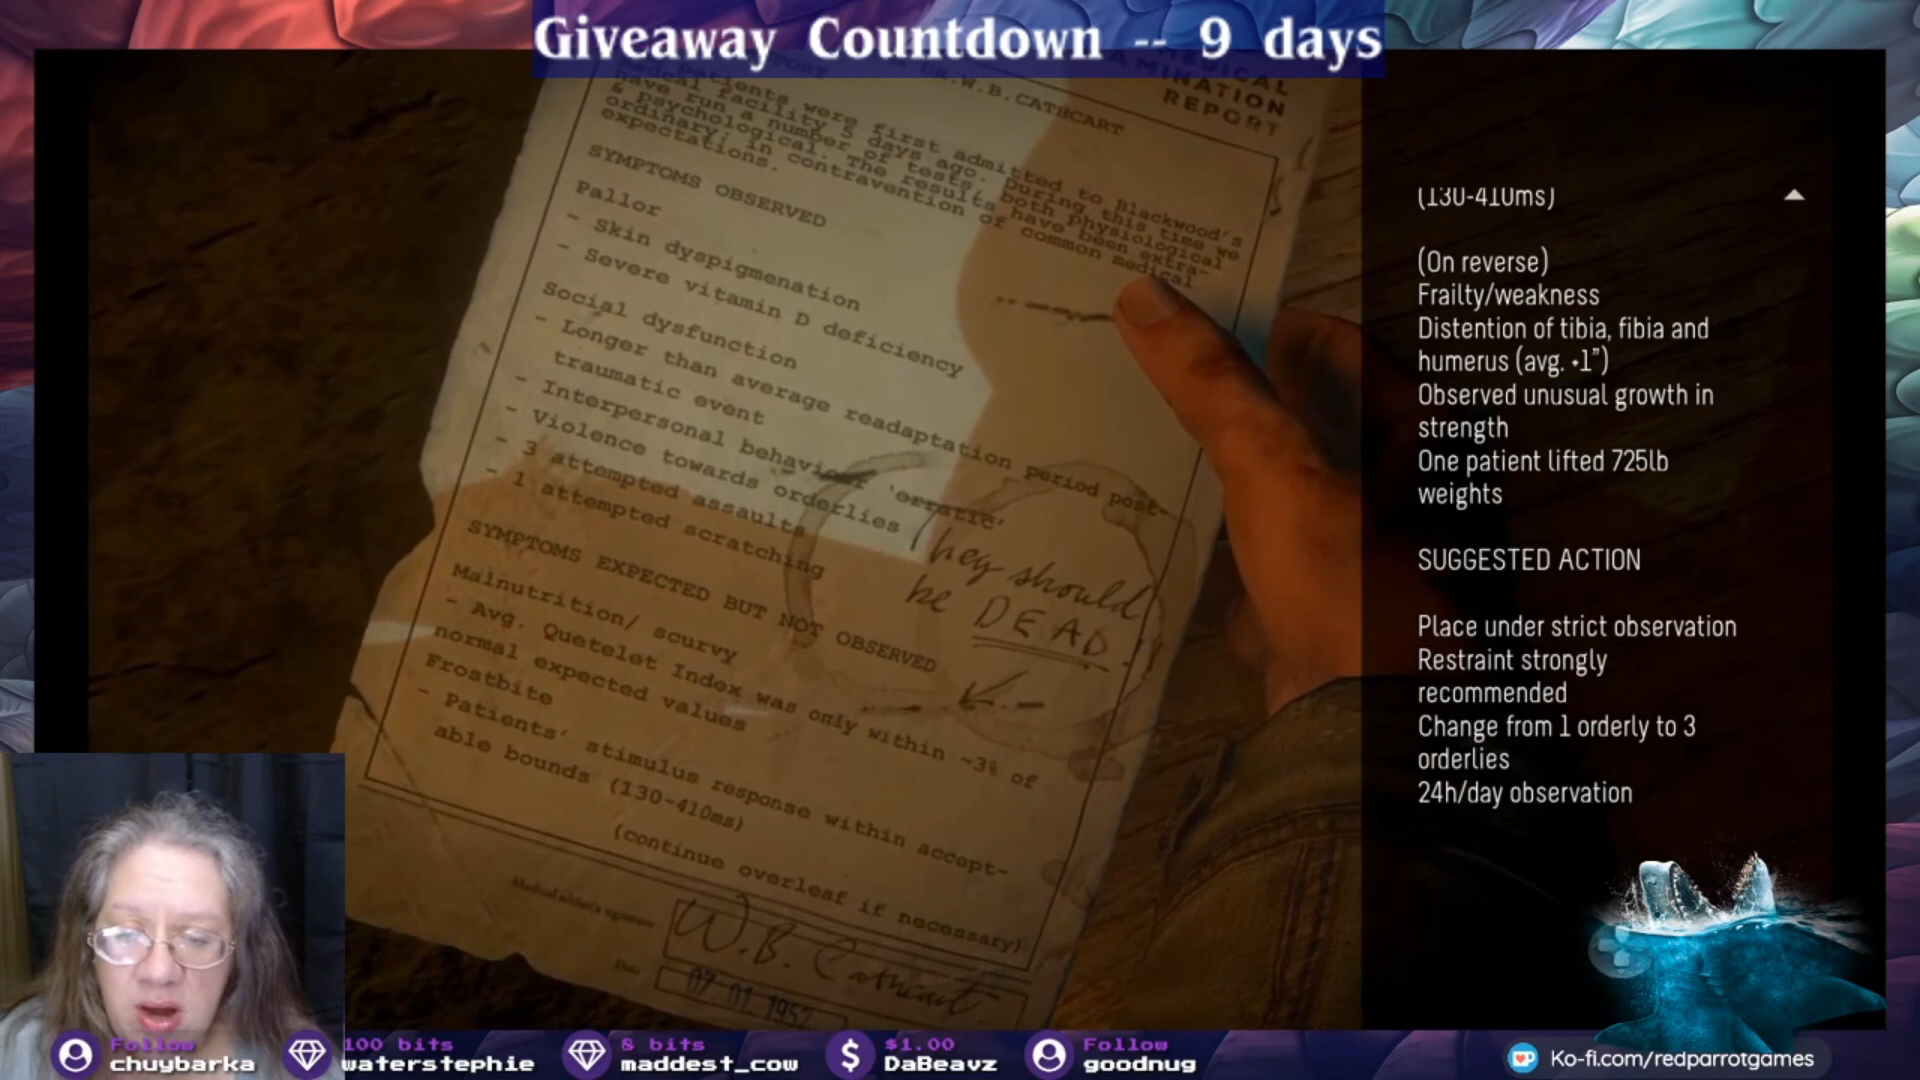 Giveaway Countdown -- 9 days
MEDICAL
EXAMINATION
REPORT
DR.W.B.CATHCART
patients were first admitted to Blackwood's
medical facility 5 days ago. During this time we
have run a number of tests, both physiological
& psychological. The results have been extra-
ordinary; in contravention of common medical
expectations.
SYMPTOMS OBSERVED
Pallor
- Skin dyspigmenation
- Severe vitamin D deficiency
Social dysfunction
- Longer than average readaptation period post-
traumatic event
- Interpersonal behavior 'erratic'
- Violence towards orderlies
- 3 attempted assaults
- 1 attempted scratching
They should
be DEAD!
SYMPTOMS EXPECTED BUT NOT OBSERVED
Malnutrition/ scurvy
- Avg. Quetelet Index was only within ~3% of
normal expected values
Frostbite
- Patients' stimulus response within accept-
able bounds (130-410ms)
(continue overleaf if necessary)
W.B. Cathcart
Date
07 01 1952
(130-410ms)
(On reverse)
Frailty/weakness
Distention of tibia, fibia and
humerus (avg. +1")
Observed unusual growth in
strength
One patient lifted 725lb
weights
SUGGESTED ACTION
Place under strict observation
Restraint strongly
recommended
Change from 1 orderly to 3
orderlies
24h/day observation
Follow
chuybarka
100 bits
waterstephie
8 bits
maddest_cow
$1.00
DaBeavz
Follow
goodnug
Ko-fi.com/redparrotgames